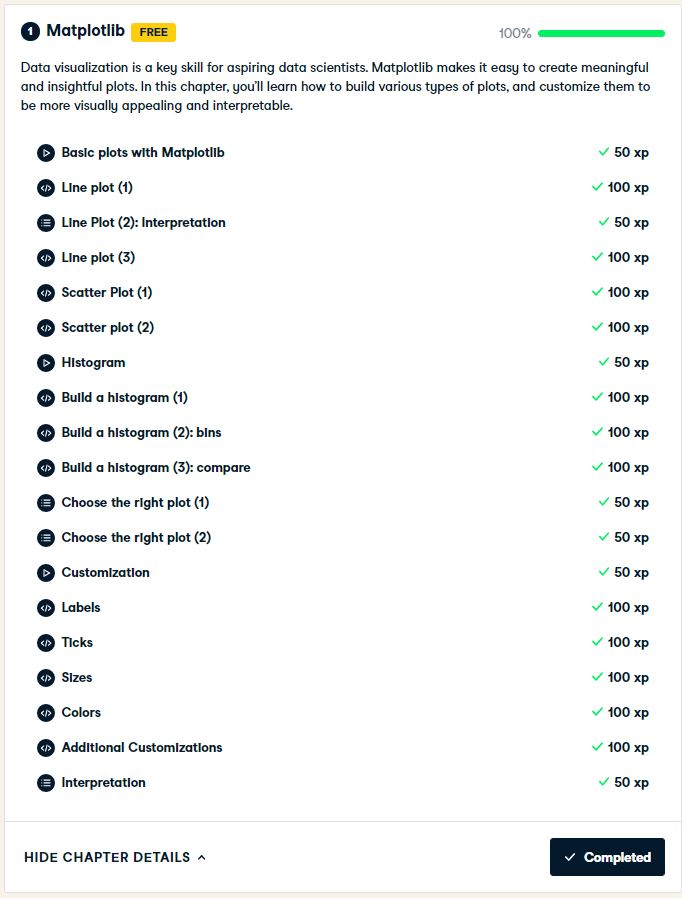 1 Matplotlib FREE 100%
Data visualization is a key skill for aspiring data scientists. Matplotlib makes it easy to create meaningful
and insightful plots. In this chapter, you'll learn how to build various types of plots, and customize them to
be more visually appealing and interpretable.
Basic plots with Matplotlib 50 xp
Line plot (1) 100 xp
Line Plot (2): Interpretation 50 xp
Line plot (3) 100 xp
Scatter Plot (1) 100 xp
Scatter plot (2) 100 xp
Histogram 50 xp
Build a histogram (1) 100 xp
Build a histogram (2): bins 100 xp
Build a histogram (3): compare 100 xp
Choose the right plot (1) 50 xp
Choose the right plot (2) 50 xp
Customization 50 xp
Labels 100 xp
Ticks 100 xp
Sizes 100 xp
Colors 100 xp
Additional Customizations 100 xp
Interpretation 50 xp
HIDE CHAPTER DETAILS Completed